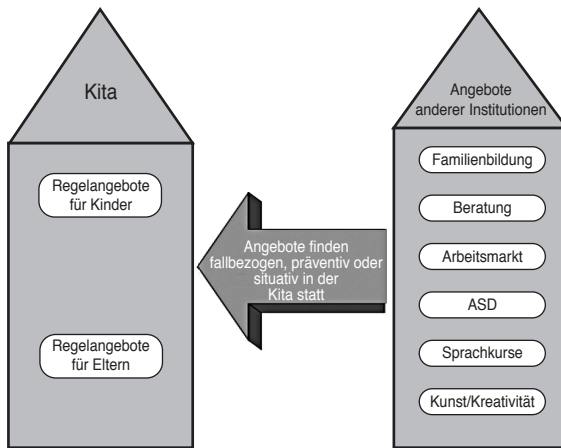 Kita
Regelangebote
für Kinder
Regelangebote
für Eltern
Angebote finden
fallbezogen, präventiv oder
situativ in der
Kita statt
Angebote
anderer Institutionen
Familienbildung
Beratung
Arbeitsmarkt
ASD
Sprachkurse
Kunst/Kreativität